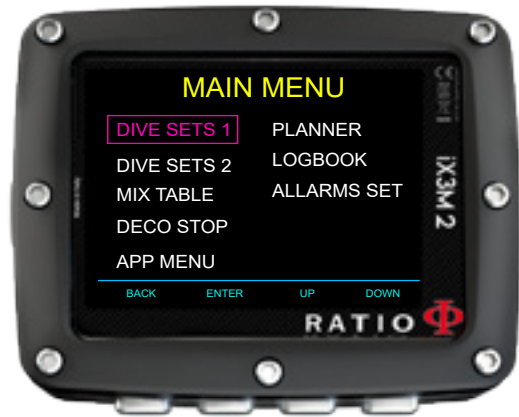 MAIN MENU
DIVE SETS 1
DIVE SETS 2
MIX TABLE
DECO STOP
APP MENU
PLANNER
LOGBOOK
ALLARMS SET
BACK ENTER UP DOWN
RATIO
iX3M 2